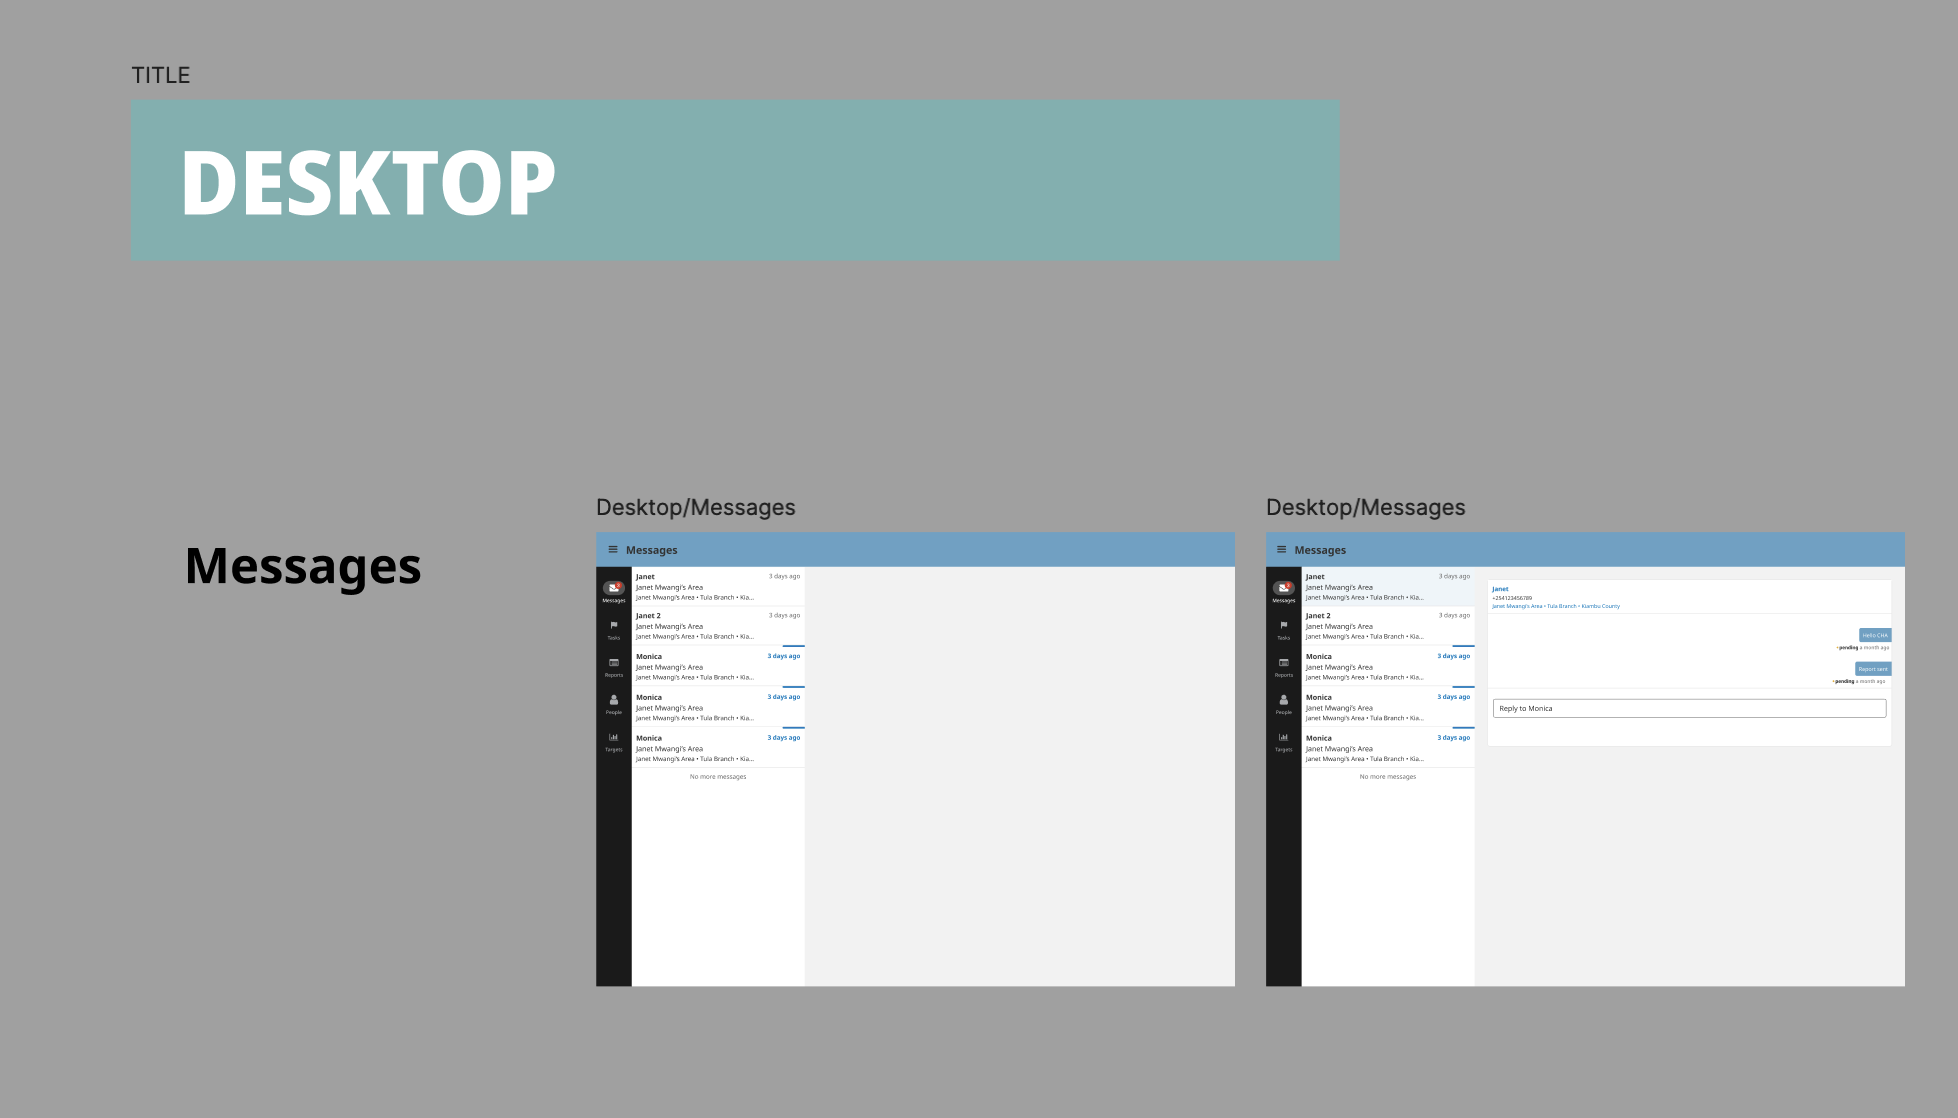 TITLE
DESKTOP
Messages
Desktop/Messages
Messages
Messages
Tasks
Reports
People
Targets
Janet
3 days ago
Janet Mwangi's Area
Janet Mwangi's Area • Tula Branch • Kia...
Janet 2
3 days ago
Janet Mwangi's Area
Janet Mwangi's Area • Tula Branch • Kia...
Monica
3 days ago
Janet Mwangi's Area
Janet Mwangi's Area • Tula Branch • Kia...
Monica
3 days ago
Janet Mwangi's Area
Janet Mwangi's Area • Tula Branch • Kia...
Monica
3 days ago
Janet Mwangi's Area
Janet Mwangi's Area • Tula Branch • Kia...
No more messages
Desktop/Messages
Messages
Messages
Tasks
Reports
People
Targets
Janet
3 days ago
Janet Mwangi's Area
Janet Mwangi's Area • Tula Branch • Kia...
Janet 2
3 days ago
Janet Mwangi's Area
Janet Mwangi's Area • Tula Branch • Kia...
Monica
3 days ago
Janet Mwangi's Area
Janet Mwangi's Area • Tula Branch • Kia...
Monica
3 days ago
Janet Mwangi's Area
Janet Mwangi's Area • Tula Branch • Kia...
Monica
3 days ago
Janet Mwangi's Area
Janet Mwangi's Area • Tula Branch • Kia...
No more messages
Janet
+254123456789
Janet Mwangi's Area • Tula Branch • Kiambu County
Hello CHA
• pending a month ago
Report sent
• pending a month ago
Reply to Monica